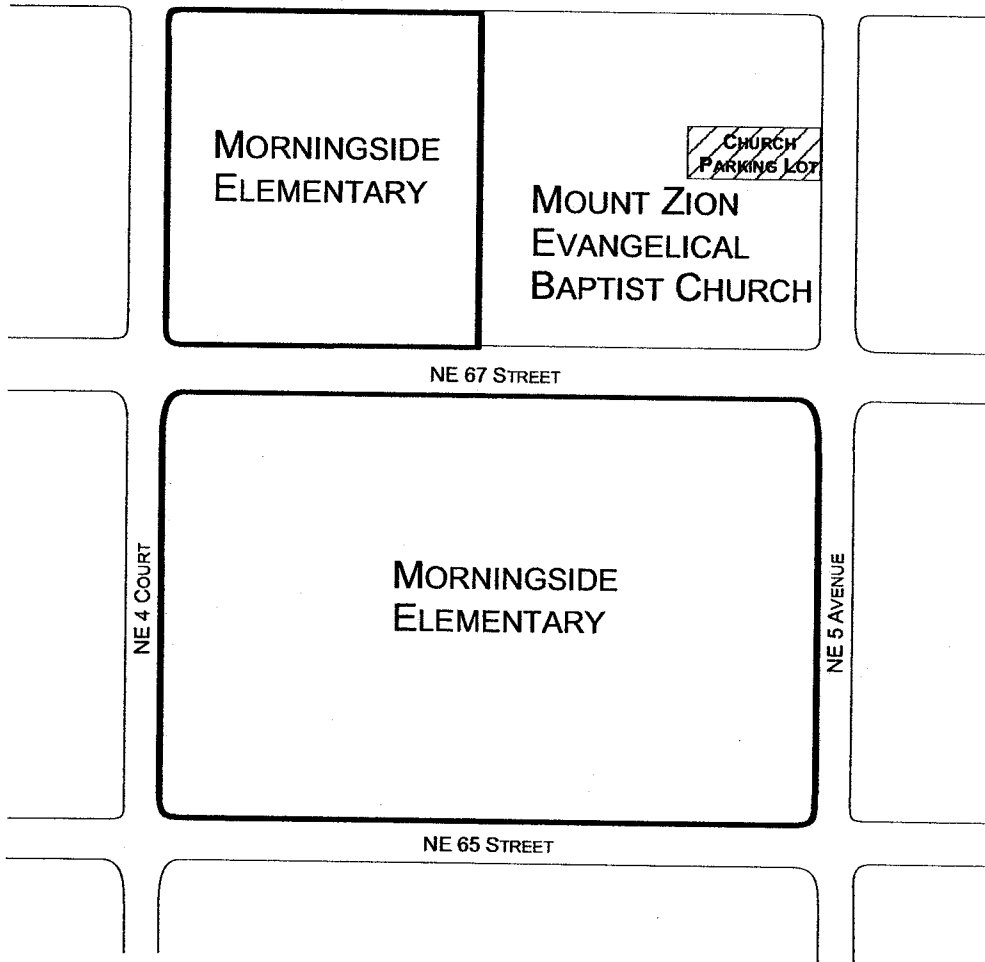 MORNINGSIDE
ELEMENTARY
CHURCH
PARKING LOT
MOUNT ZION
EVANGELICAL
BAPTIST CHURCH
NE 67 STREET
NE 4 COURT
MORNINGSIDE
ELEMENTARY
NE 5 AVENUE
NE 65 STREET